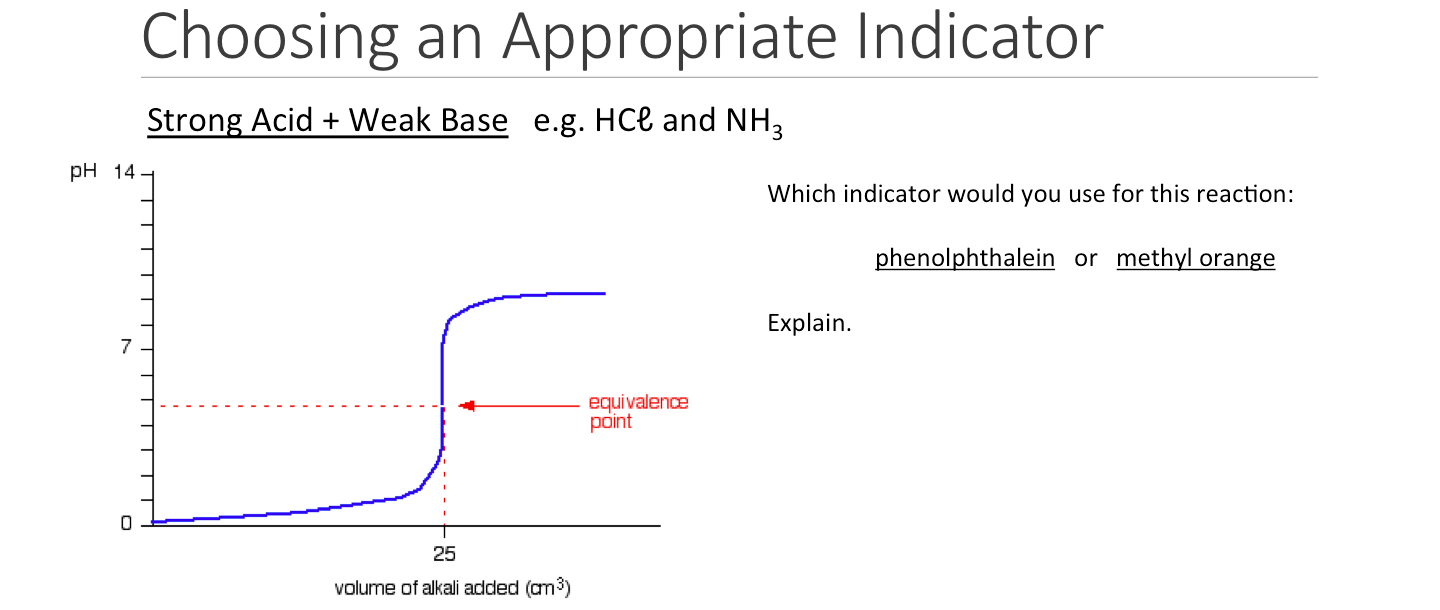 Choosing an Appropriate Indicator
Strong Acid + Weak Base e.g. HCℓ and NH₃
pH 14
7
0
25
volume of alkali added (cm³)
equivalence
point
Which indicator would you use for this reaction:
phenolphthalein or methyl orange
Explain.